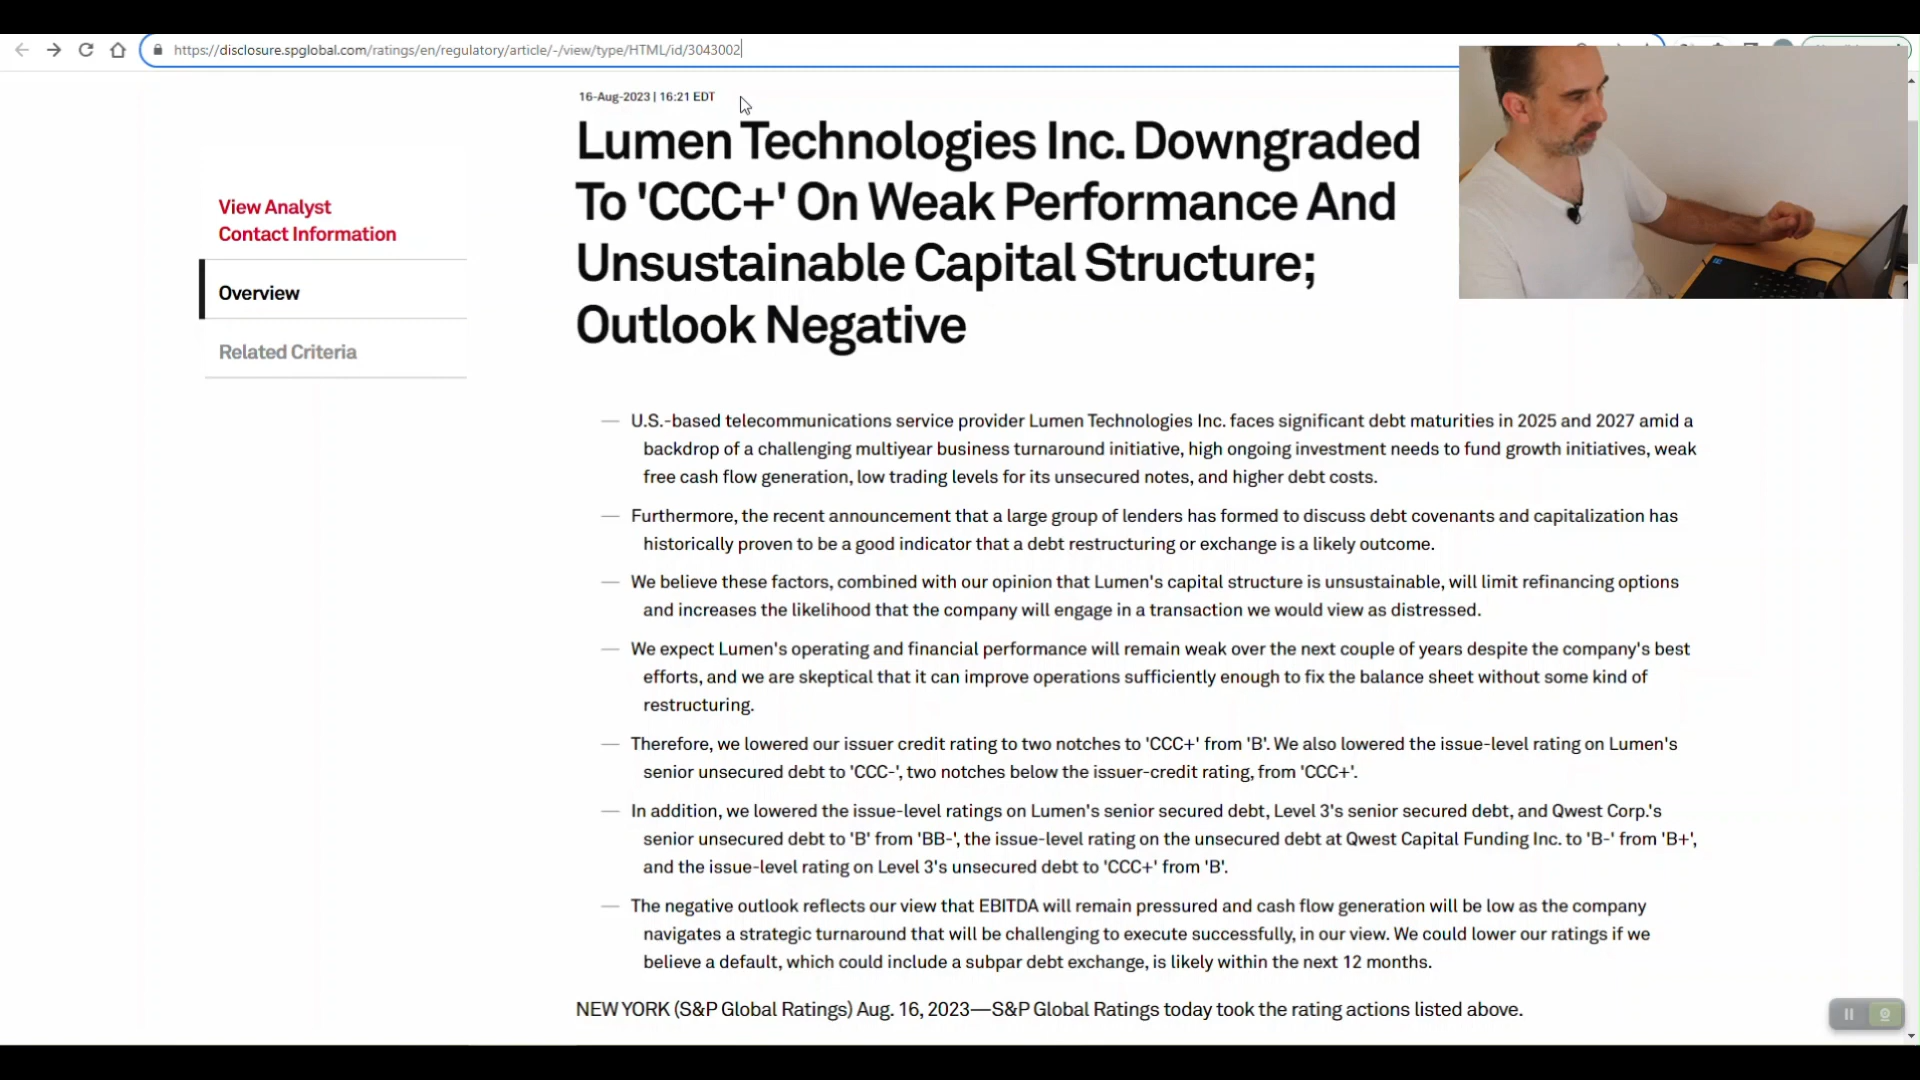 https://disclosure.spglobal.com/ratings/en/regulatory/article/-/view/type/HTML/id/3043002
16-Aug-2023 | 16:21 EDT
Lumen Technologies Inc. Downgraded
To 'CCC+' On Weak Performance And
Unsustainable Capital Structure;
Outlook Negative
View Analyst
Contact Information
Overview
Related Criteria
— U.S.-based telecommunications service provider Lumen Technologies Inc. faces significant debt maturities in 2025 and 2027 amid a
backdrop of a challenging multiyear business turnaround initiative, high ongoing investment needs to fund growth initiatives, weak
free cash flow generation, low trading levels for its unsecured notes, and higher debt costs.
— Furthermore, the recent announcement that a large group of lenders has formed to discuss debt covenants and capitalization has
historically proven to be a good indicator that a debt restructuring or exchange is a likely outcome.
— We believe these factors, combined with our opinion that Lumen's capital structure is unsustainable, will limit refinancing options
and increases the likelihood that the company will engage in a transaction we would view as distressed.
— We expect Lumen's operating and financial performance will remain weak over the next couple of years despite the company's best
efforts, and we are skeptical that it can improve operations sufficiently enough to fix the balance sheet without some kind of
restructuring.
— Therefore, we lowered our issuer credit rating to two notches to 'CCC+' from 'B'. We also lowered the issue-level rating on Lumen's
senior unsecured debt to 'CCC-', two notches below the issuer-credit rating, from 'CCC+'.
— In addition, we lowered the issue-level ratings on Lumen's senior secured debt, Level 3's senior secured debt, and Qwest Corp.'s
senior unsecured debt to 'B' from 'BB-', the issue-level rating on the unsecured debt at Qwest Capital Funding Inc. to 'B-' from 'B+',
and the issue-level rating on Level 3's unsecured debt to 'CCC+' from 'B'.
— The negative outlook reflects our view that EBITDA will remain pressured and cash flow generation will be low as the company
navigates a strategic turnaround that will be challenging to execute successfully, in our view. We could lower our ratings if we
believe a default, which could include a subpar debt exchange, is likely within the next 12 months.
NEW YORK (S&P Global Ratings) Aug. 16, 2023—S&P Global Ratings today took the rating actions listed above.